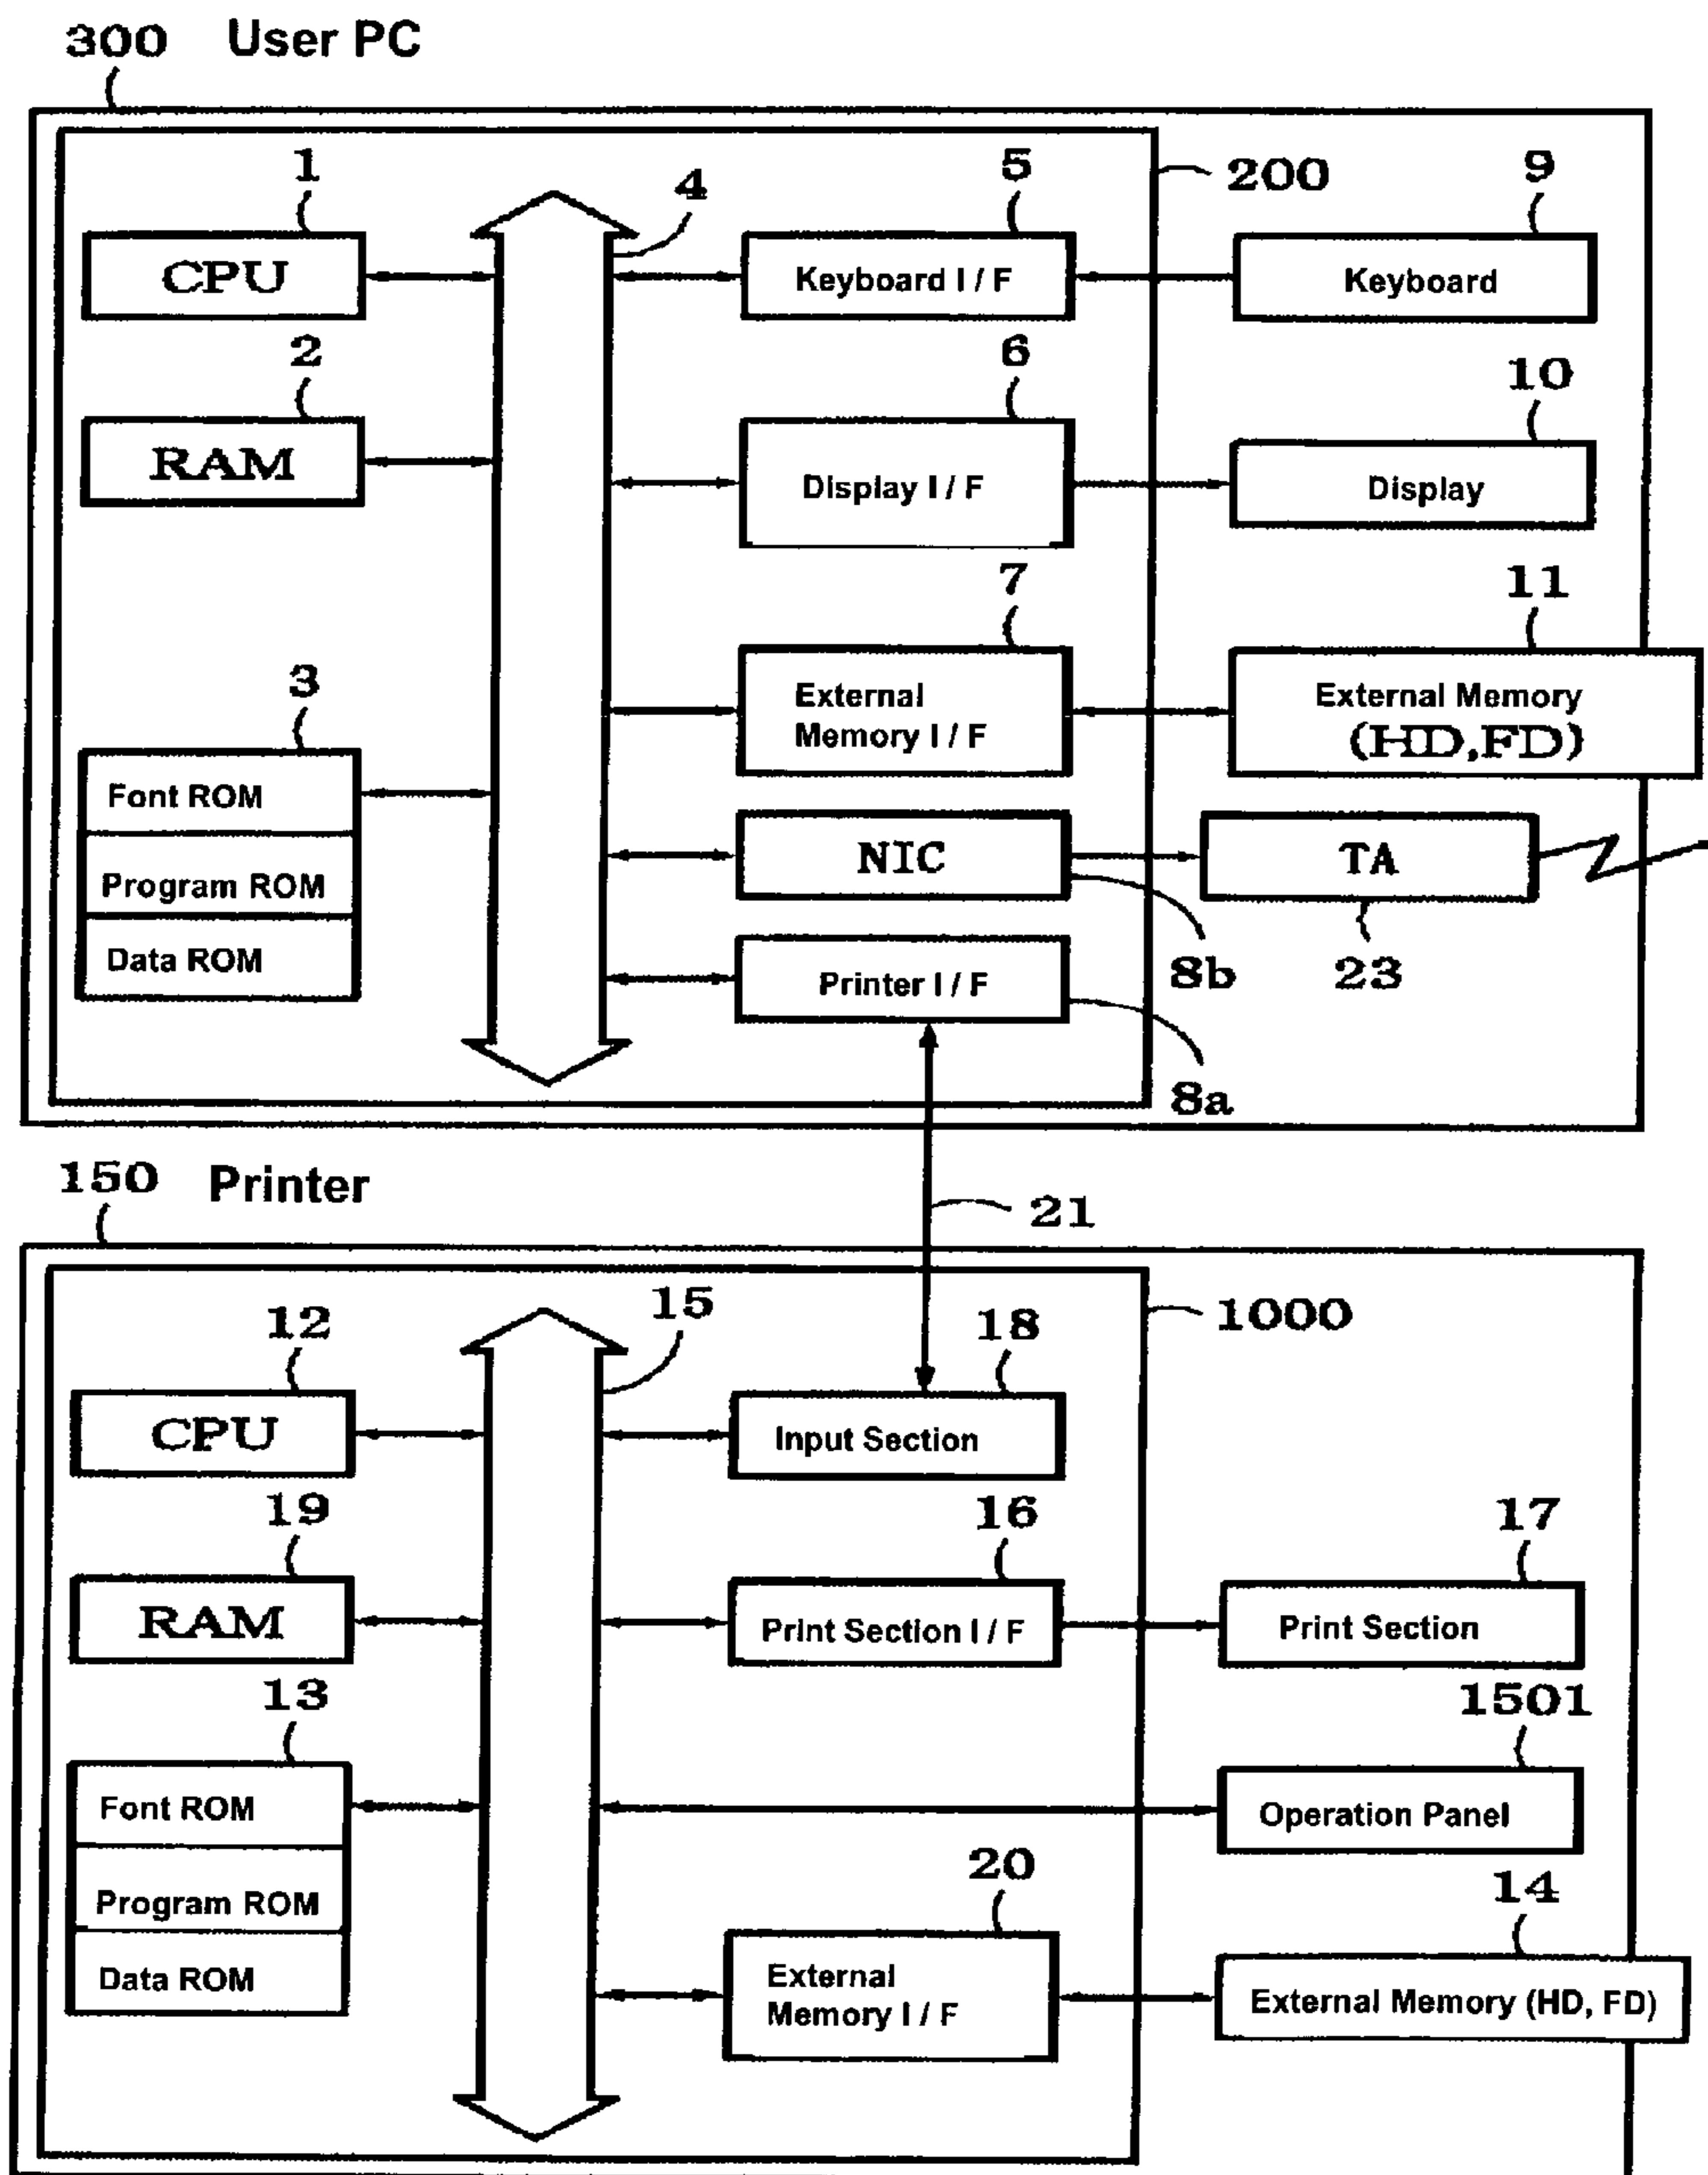 300 User PC
1
4
5
200
9
CPU
Keyboard I / F
Keyboard
2
6
10
RAM
Display I / F
Display
7
11
3
External
Memory I / F
External Memory
(HD,FD)
Font ROM
Program ROM
Data ROM
NIC
TA
8b
23
Printer I / F
8a
150 Printer
21
15
1000
12
18
CPU
Input Section
19
16
17
RAM
Print Section I / F
Print Section
13
1501
Font ROM
Program ROM
Data ROM
Operation Panel
20
14
External
Memory I / F
External Memory (HD, FD)